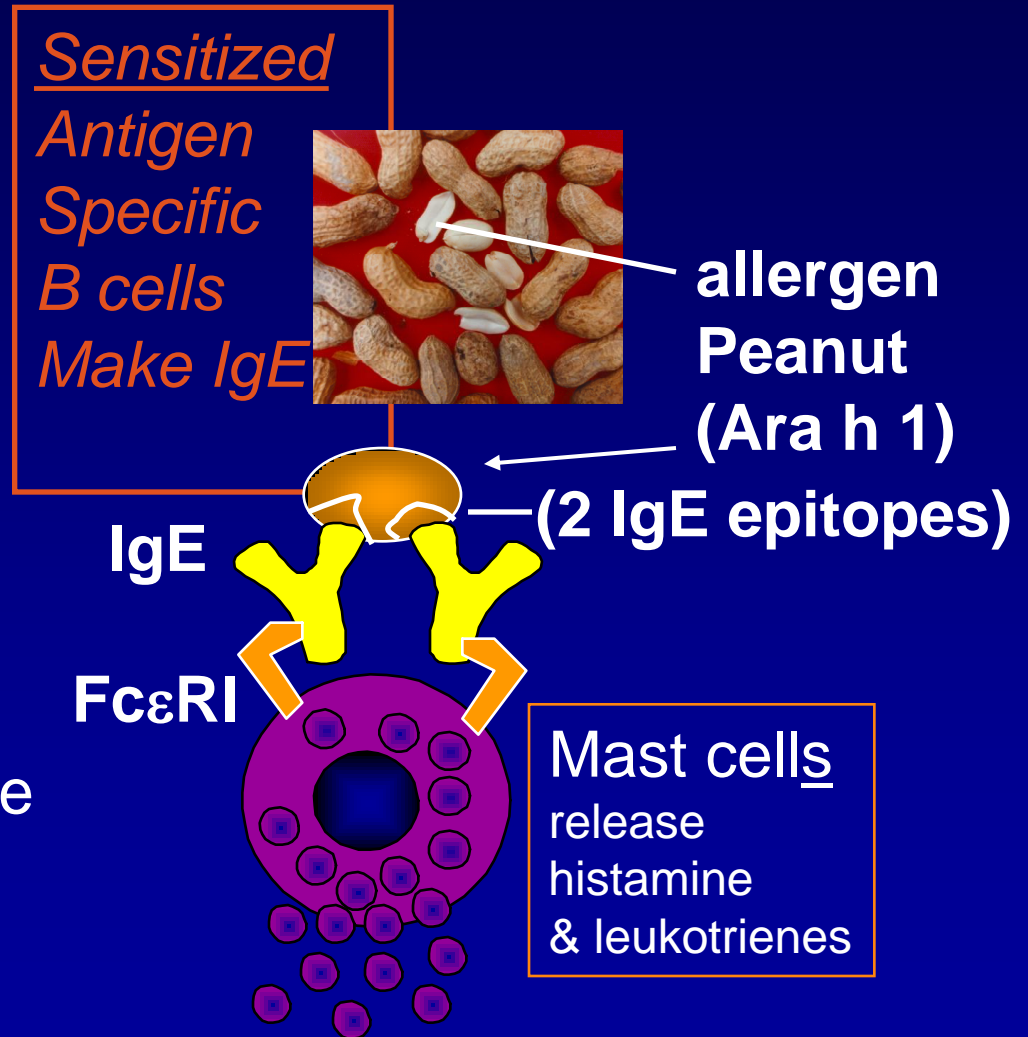 Sensitized
Antigen
Specific
B cells
Make IgE
allergen
Peanut
(Ara h 1)
(2 IgE epitopes)
IgE
FcεRI
e
Mast cells
release
histamine
& leukotrienes